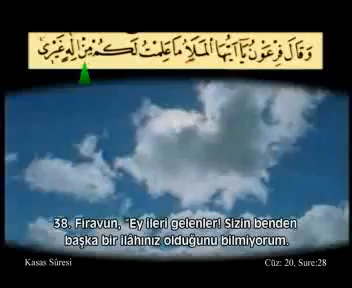 وَقَالَ فِرْعَوْنُ يَٓا اَيُّهَا الْمَلَأُ مَا عَلِمْتُ لَكُمْ مِنْ اِلٰهٍ غَيْرٖى
38. Firavun, "Ey ileri gelenler! Sizin benden
başka bir ilâhınız olduğunu bilmiyorum.
Kasas Sûresi
Cüz: 20, Sure:28